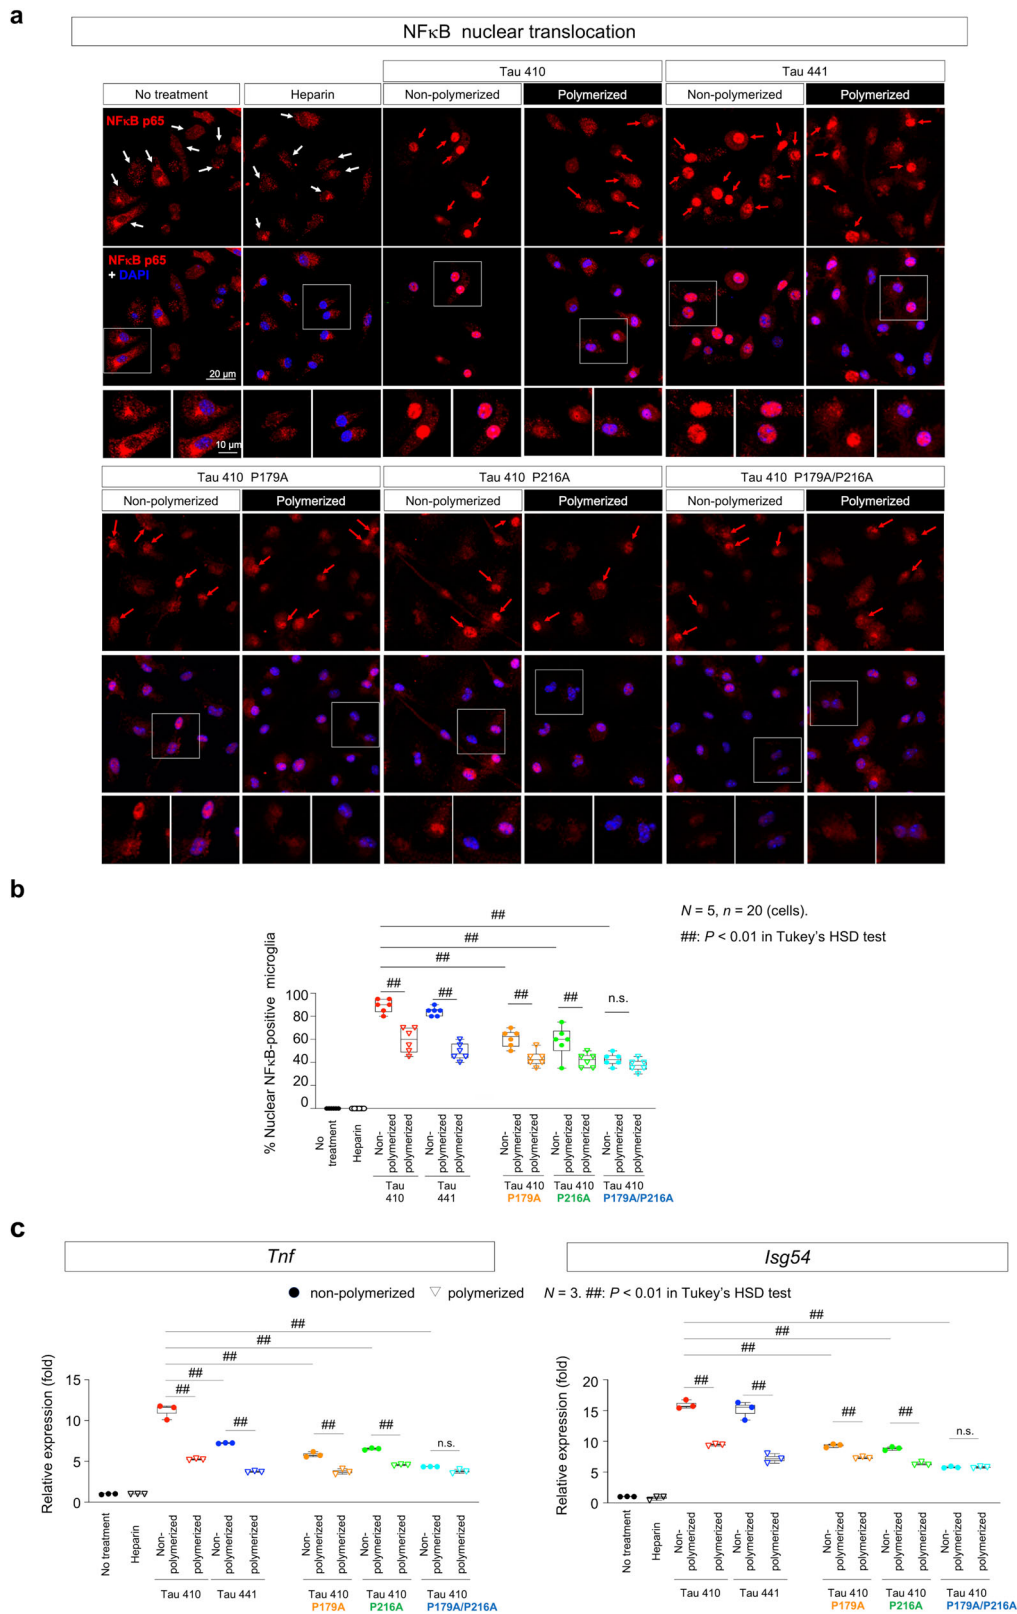 a
NFκB nuclear translocation
Tau 410
Tau 441
No treatment
Heparin
Non-polymerized
Polymerized
Non-polymerized
Polymerized
NFκB p65
NFκB p65
+ DAPI
20 µm
10 µm
Tau 410 P179A
Tau 410 P216A
Tau 410 P179A/P216A
Non-polymerized
Polymerized
Non-polymerized
Polymerized
Non-polymerized
Polymerized
b
N = 5, n = 20 (cells).
##: P < 0.01 in Tukey's HSD test
##
##
##
##
##
##
##
n.s.
% Nuclear NFκB-positive microglia
100
80
60
40
20
0
No
treatment
Heparin
Non-
polymerized
polymerized
Non-
polymerized
polymerized
Non-
polymerized
polymerized
Non-
polymerized
polymerized
Non-
polymerized
polymerized
Tau
410
Tau
441
Tau 410
P179A
Tau 410
P216A
Tau 410
P179A/P216A
c
Tnf
Isg54
non-polymerized
polymerized
N = 3. ##: P < 0.01 in Tukey's HSD test
##
##
##
##
##
##
##
##
n.s.
Relative expression (fold)
15
10
5
0
No treatment
Heparin
Non-
polymerized
polymerized
Non-
polymerized
polymerized
Non-
polymerized
polymerized
Non-
polymerized
polymerized
Non-
polymerized
polymerized
Tau 410
Tau 441
Tau 410
P179A
Tau 410
P216A
Tau 410
P179A/P216A
##
##
##
##
##
##
##
n.s.
Relative expression (fold)
20
15
10
5
0
No treatment
Heparin
Non-
polymerized
polymerized
Non-
polymerized
polymerized
Non-
polymerized
polymerized
Non-
polymerized
polymerized
Non-
polymerized
polymerized
Tau 410
Tau 441
Tau 410
P179A
Tau 410
P216A
Tau 410
P179A/P216A